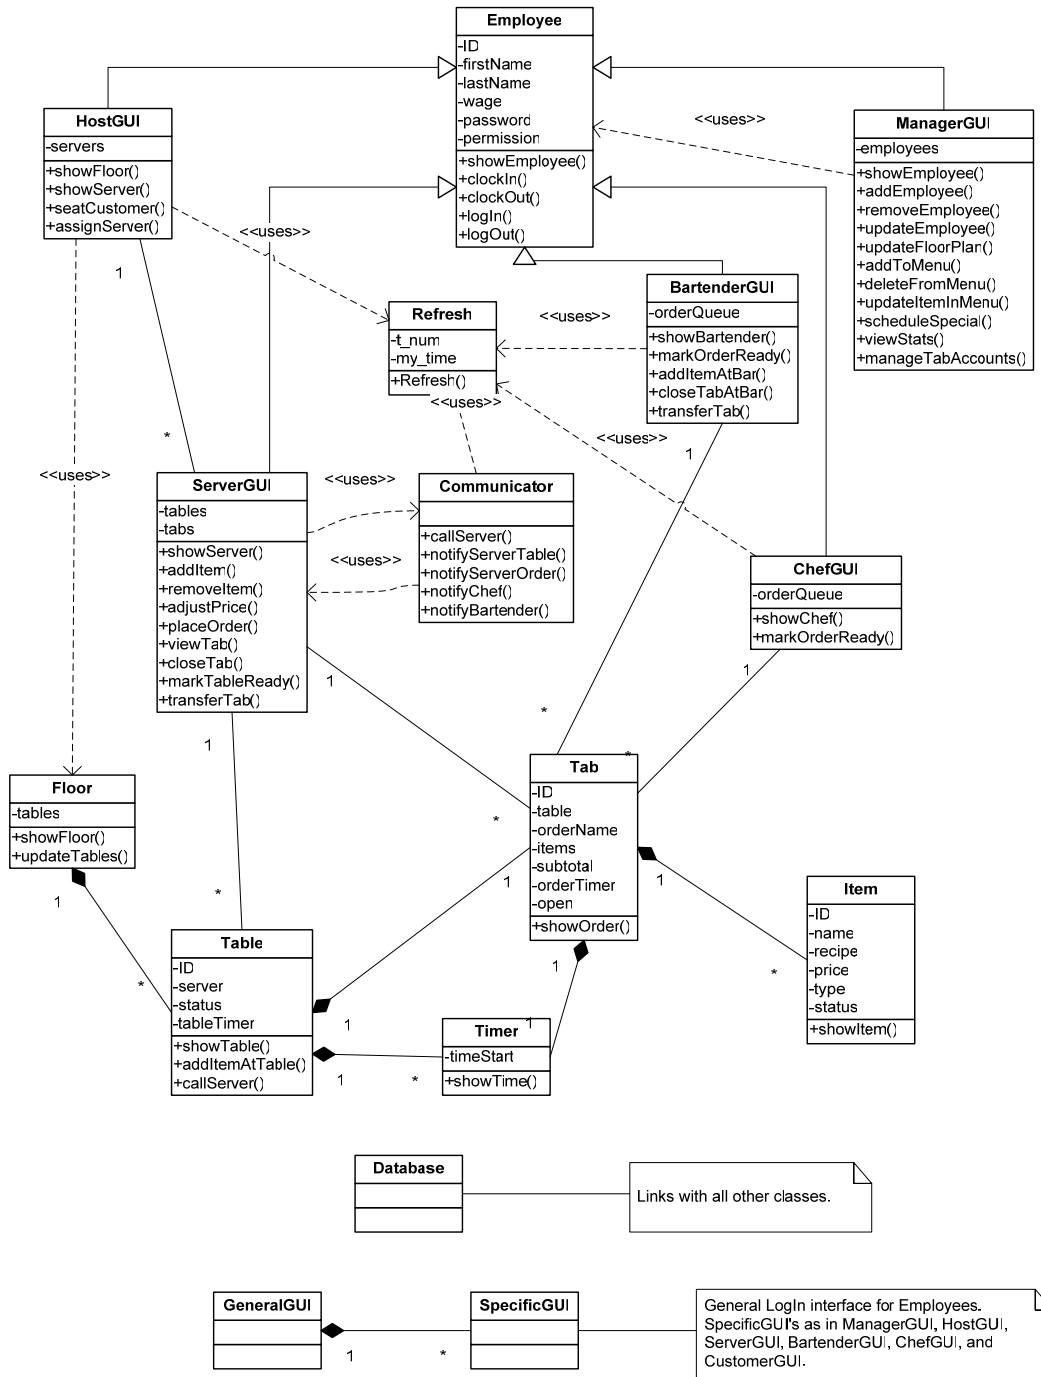 Employee
-ID
-firstName
-lastName
-wage
-password
-permission
+showEmployee()
+clockIn()
+clockOut()
+logIn()
+logOut()
HostGUI
-servers
+showFloor()
+showServer()
+seatCustomer()
+assignServer()
ManagerGUI
-employees
+showEmployee()
+addEmployee()
+removeEmployee()
+updateEmployee()
+updateFloorPlan()
+addToMenu()
+deleteFromMenu()
+updateItemInMenu()
+scheduleSpecial()
+viewStats()
+manageTabAccounts()
<<uses>>
<<uses>>
1
*
<<uses>>
Refresh
-t_num
-my_time
+Refresh()
<<uses>>
<<uses>>
BartenderGUI
-orderQueue
+showBartender()
+markOrderReady()
+addItemAtBar()
+closeTabAtBar()
+transferTab()
<<uses>>
1
*
ServerGUI
-tables
-tabs
+showServer()
+addItem()
+removeItem()
+adjustPrice()
+placeOrder()
+viewTab()
+closeTab()
+markTableReady()
+transferTab()
<<uses>>
<<uses>>
Communicator
+callServer()
+notifyServerTable()
+notifyServerOrder()
+notifyChef()
+notifyBartender()
ChefGUI
-orderQueue
+showChef()
+markOrderReady()
1
*
1
*
1
*
Floor
-tables
+showFloor()
+updateTables()
1
*
Tab
-ID
-table
-orderName
-items
-subtotal
-orderTimer
-open
+showOrder()
1
*
Item
-ID
-name
-recipe
-price
-type
-status
+showItem()
Table
-ID
-server
-status
-tableTimer
+showTable()
+addItemAtTable()
+callServer()
1
1
1
*
1
1
Timer
-timeStart
+showTime()
Database
Links with all other classes.
GeneralGUI
1
*
SpecificGUI
General LogIn interface for Employees.
SpecificGUI's as in ManagerGUI, HostGUI,
ServerGUI, BartenderGUI, ChefGUI, and
CustomerGUI.